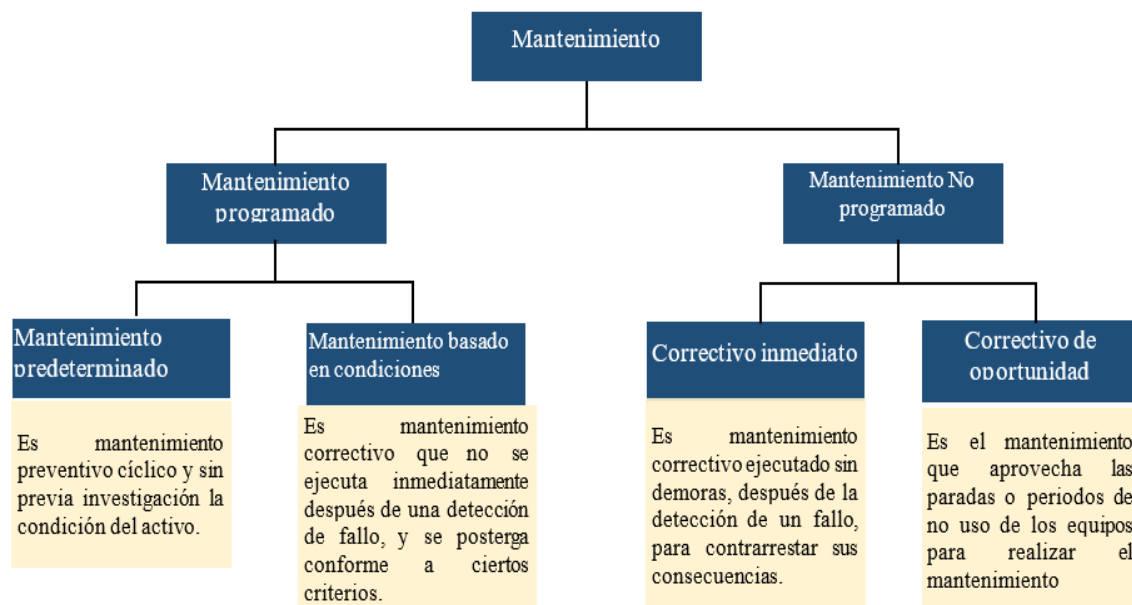 Mantenimiento
Mantenimiento
programado
Mantenimiento No
programado
Mantenimiento
predeterminado
Es mantenimiento
preventivo cíclico y sin
previa investigación la
condición del activo.
Mantenimiento basado
en condiciones
Es mantenimiento
correctivo que no se
ejecuta inmediatamente
después de una detección
de fallo, y se posterga
conforme a ciertos
criterios.
Correctivo inmediato
Es mantenimiento
correctivo ejecutado sin
demoras, después de la
detección de un fallo,
para contrarrestar sus
consecuencias.
Correctivo de
oportunidad
Es el mantenimiento
que aprovecha las
paradas o periodos de
no uso de los equipos
para realizar el
mantenimiento